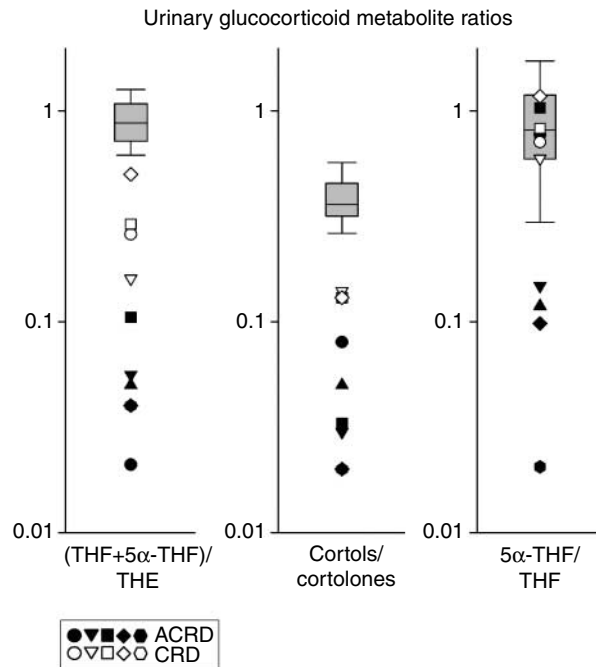 Urinary glucocorticoid metabolite ratios
1
0.1
0.01
1
0.1
0.01
1
0.1
0.01
(THF+5α-THF)/
THE
Cortols/
cortolones
5α-THF/
THF
ACRD
CRD